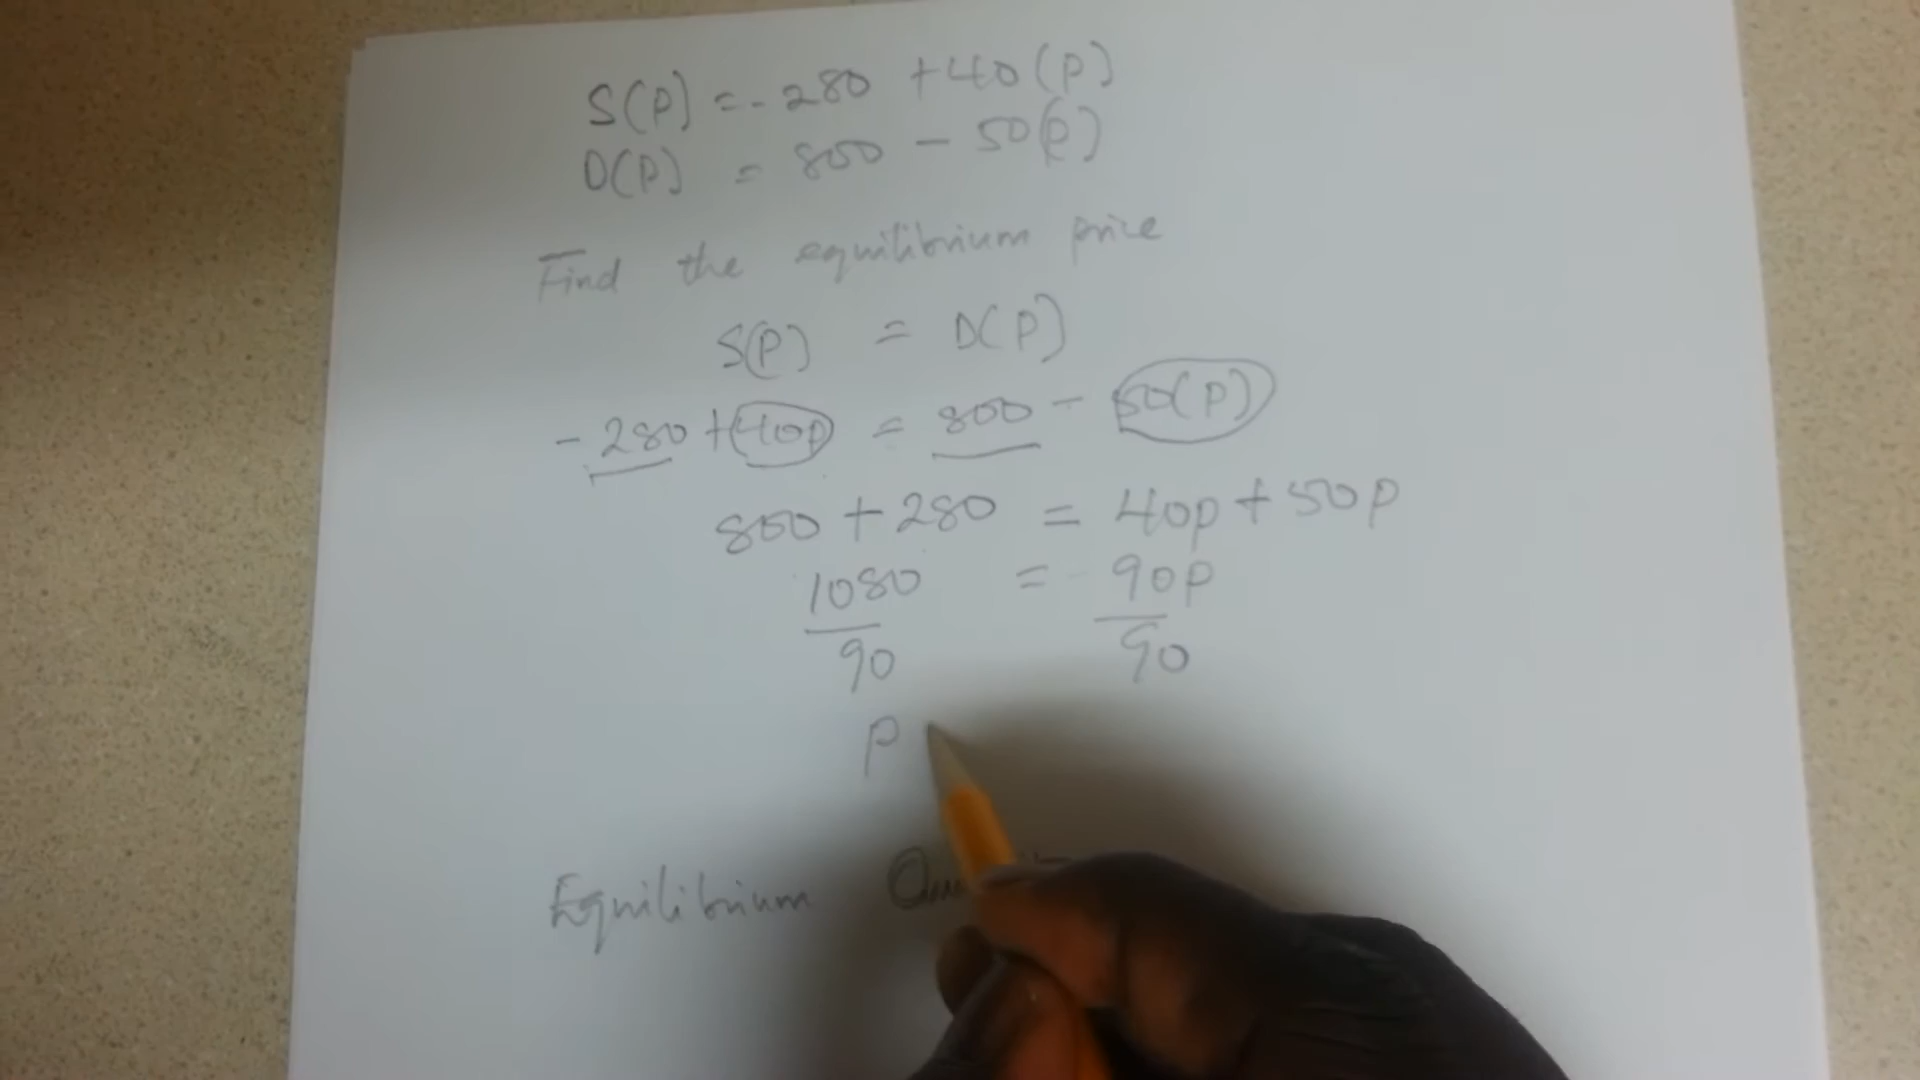 S(P) = - 280 + 40(P)
D(P) = 800 - 50(P)
Find the equilibrium price
S(P) = D(P)
- 280 + 40p = 800 - 50(P)
800 + 280 = 40p + 50p
1080 = 90p
90 90
P
Equilibrium